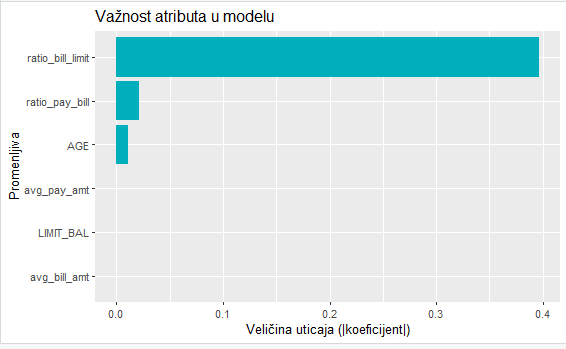 Važnost atributa u modelu
Promenljiva
ratio_bill_limit
ratio_pay_bill
AGE
avg_pay_amt
LIMIT_BAL
avg_bill_amt
0.0 0.1 0.2 0.3 0.4
Veličina uticaja (|koeficijent|)